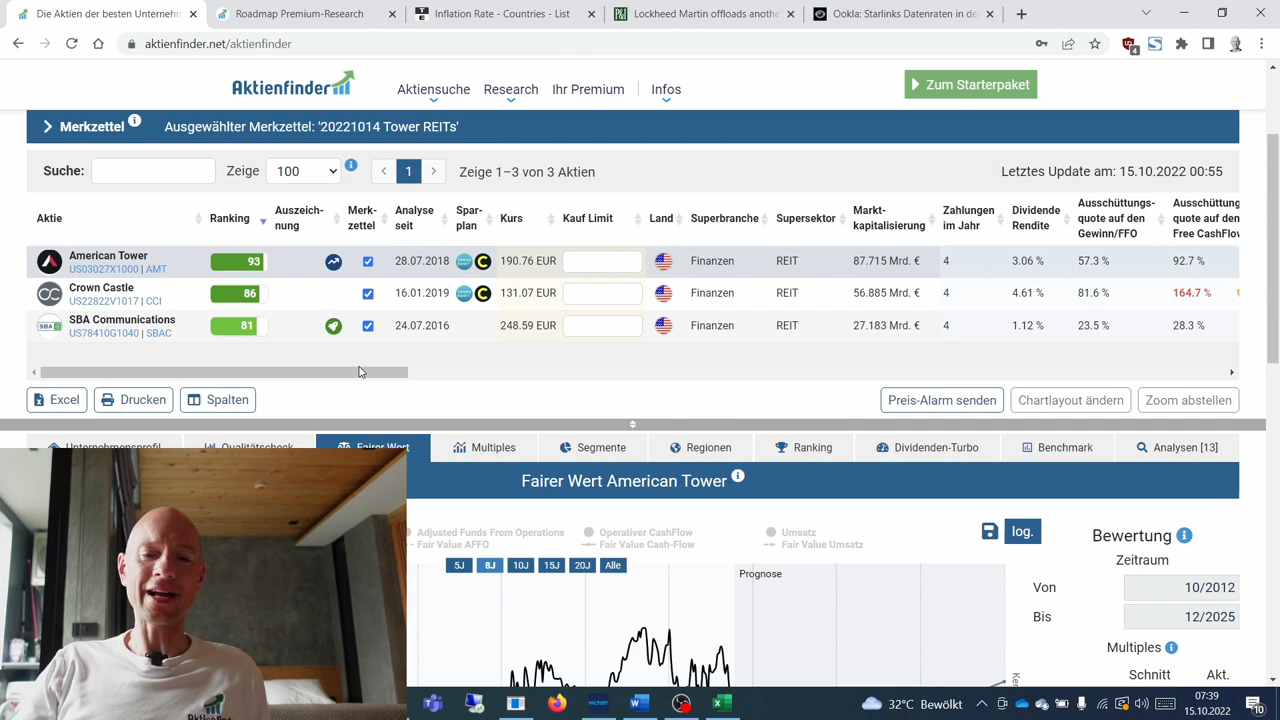 Die Aktien der besten Unternehm
Roadmap Premium-Research
Inflation Rate - Countries - List
Lockheed Martin offloads anothe
Ookla: Starlinks Datenraten in de
aktienfinder.net/aktienfinder
Aktienfinder
Aktiensuche
Research
Ihr Premium
Infos
Zum Starterpaket
Merkzettel
Ausgewählter Merkzettel: '20221014 Tower REITs'
Suche:
Zeige
100
1
Zeige 1–3 von 3 Aktien
Letztes Update am: 15.10.2022 00:55
Aktie
Ranking
Auszeich-
nung
Merk-
zettel
Analyse
seit
Spar-
plan
Kurs
Kauf Limit
Land
Superbranche
Supersektor
Markt-
kapitalisierung
Zahlungen
im Jahr
Dividende
Rendite
Ausschüttungs-
quote auf den
Gewinn/FFO
Ausschüttung
quote auf den
Free CashFlow
American Tower
US03027X1000 | AMT
93
28.07.2018
190.76 EUR
Finanzen
REIT
87.715 Mrd. €
4
3.06 %
57.3 %
92.7 %
Crown Castle
US22822V1017 | CCI
86
16.01.2019
131.07 EUR
Finanzen
REIT
56.885 Mrd. €
4
4.61 %
81.6 %
164.7 %
SBA Communications
US78410G1040 | SBAC
81
24.07.2016
248.59 EUR
Finanzen
REIT
27.183 Mrd. €
4
1.12 %
23.5 %
28.3 %
Excel
Drucken
Spalten
Preis-Alarm senden
Chartlayout ändern
Zoom abstellen
Unternehmensprofil
Qualitätscheck
Fairer Wert
Multiples
Segmente
Regionen
Ranking
Dividenden-Turbo
Benchmark
Analysen [13]
Fairer Wert American Tower
Adjusted Funds From Operations
Fair Value AFFO
Operativer CashFlow
Fair Value Cash-Flow
Umsatz
Fair Value Umsatz
log.
5J
8J
10J
15J
20J
Alle
Prognose
Bewertung
Zeitraum
Von
10/2012
Bis
12/2025
Multiples
Schnitt
Akt.
Aktienfinder
32°C Bewölkt
07:39
15.10.2022